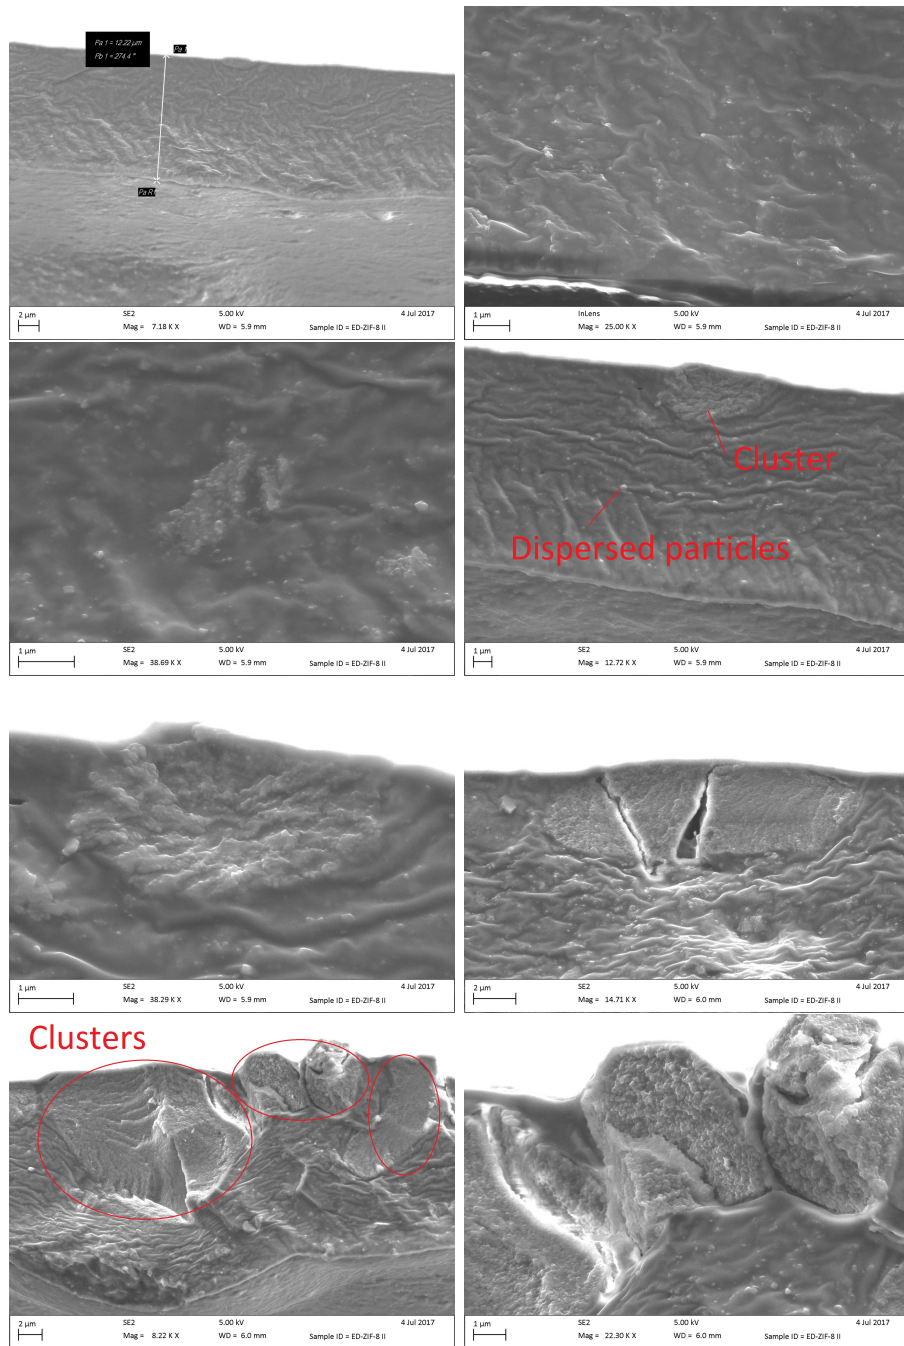 Pa 1 = 12.22 µm
Pb 1 = 274.4 °
Pa 1
Pa R1
2 µm SE2 5.00 kV 4 Jul 2017
Mag = 7.18 K X WD = 5.9 mm Sample ID = ED-ZIF-8 II
1 µm InLens 5.00 kV 4 Jul 2017
Mag = 25.00 K X WD = 5.9 mm Sample ID = ED-ZIF-8 II
1 µm SE2 5.00 kV 4 Jul 2017
Mag = 38.69 K X WD = 5.9 mm Sample ID = ED-ZIF-8 II
Cluster
Dispersed particles
1 µm SE2 5.00 kV 4 Jul 2017
Mag = 12.72 K X WD = 5.9 mm Sample ID = ED-ZIF-8 II
1 µm SE2 5.00 kV 4 Jul 2017
Mag = 38.29 K X WD = 5.9 mm Sample ID = ED-ZIF-8 II
2 µm SE2 5.00 kV 4 Jul 2017
Mag = 14.71 K X WD = 6.0 mm Sample ID = ED-ZIF-8 II
Clusters
2 µm SE2 5.00 kV 4 Jul 2017
Mag = 8.22 K X WD = 6.0 mm Sample ID = ED-ZIF-8 II
1 µm SE2 5.00 kV 4 Jul 2017
Mag = 22.30 K X WD = 6.0 mm Sample ID = ED-ZIF-8 II